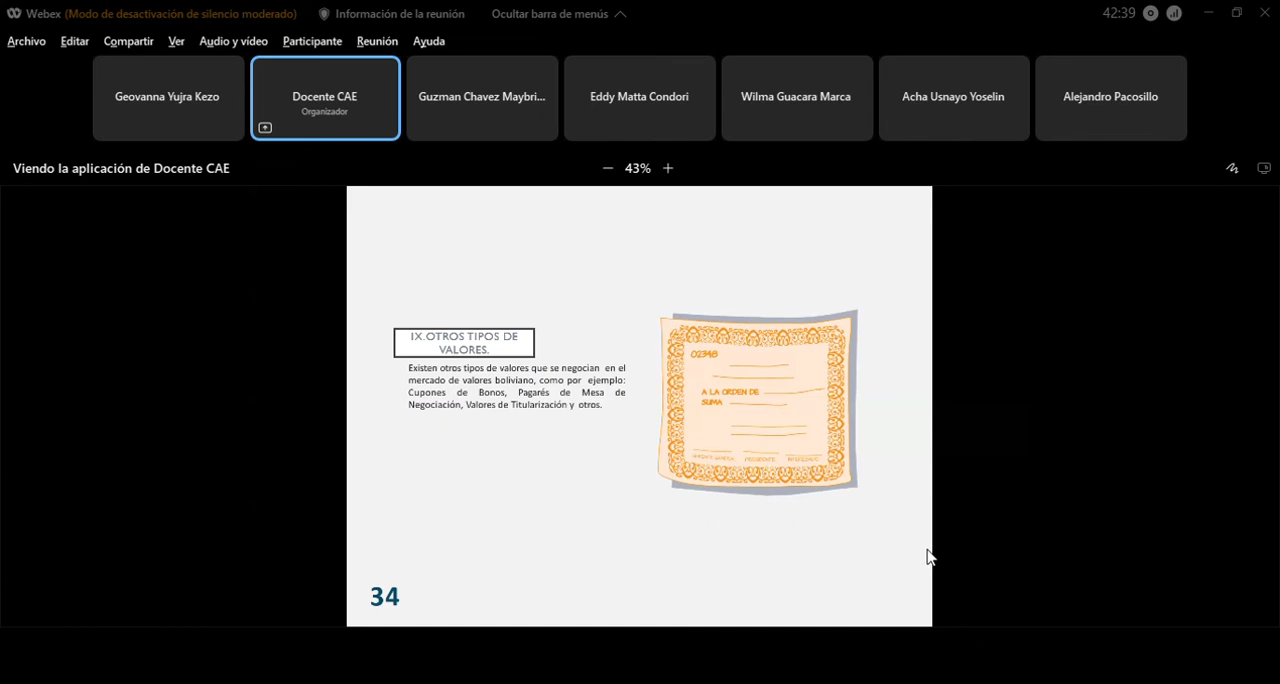 Webex (Modo de desactivación de silencio moderado) Información de la reunión Ocultar barra de menús 42:39
Archivo Editar Compartir Ver Audio y vídeo Participante Reunión Ayuda
Geovanna Yujra Kezo Docente CAE Guzman Chavez Maybri... Eddy Matta Condori Wilma Guacara Marca Acha Usnayo Yoselin Alejandro Pacosillo
Organizador
Viendo la aplicación de Docente CAE 43%
IX.OTROS TIPOS DE
VALORES.
Existen otros tipos de valores que se negocian en el
mercado de valores boliviano, como por ejemplo:
Cupones de Bonos, Pagarés de Mesa de
Negociación, Valores de Titularización y otros.
02348
A LA ORDEN DE
SUMA
PRESIDENTE
34